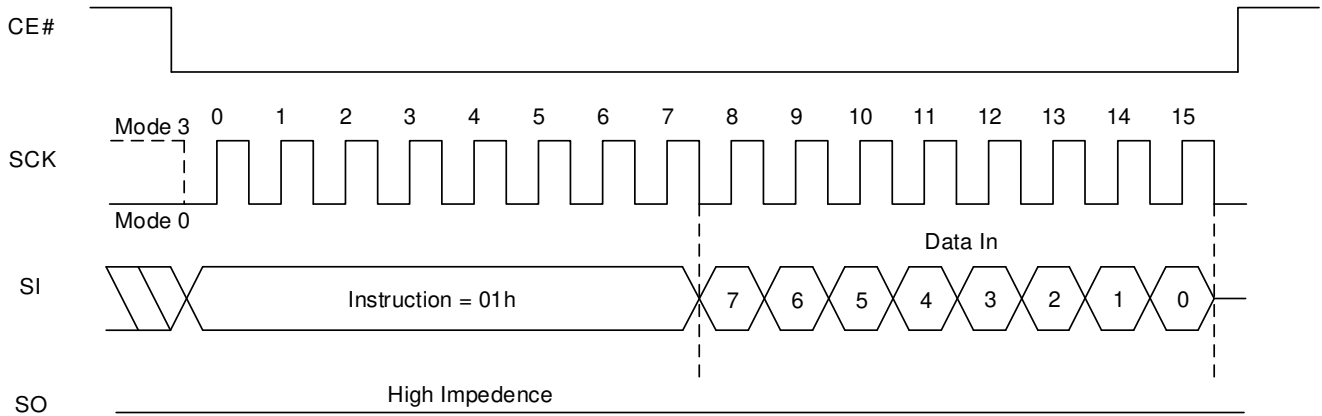 CE#
0 1 2 3 4 5 6 7 8 9 10 11 12 13 14 15
Mode 3
SCK
Mode 0
Data In
SI
Instruction = 01h
7 6 5 4 3 2 1 0
High Impedence
SO